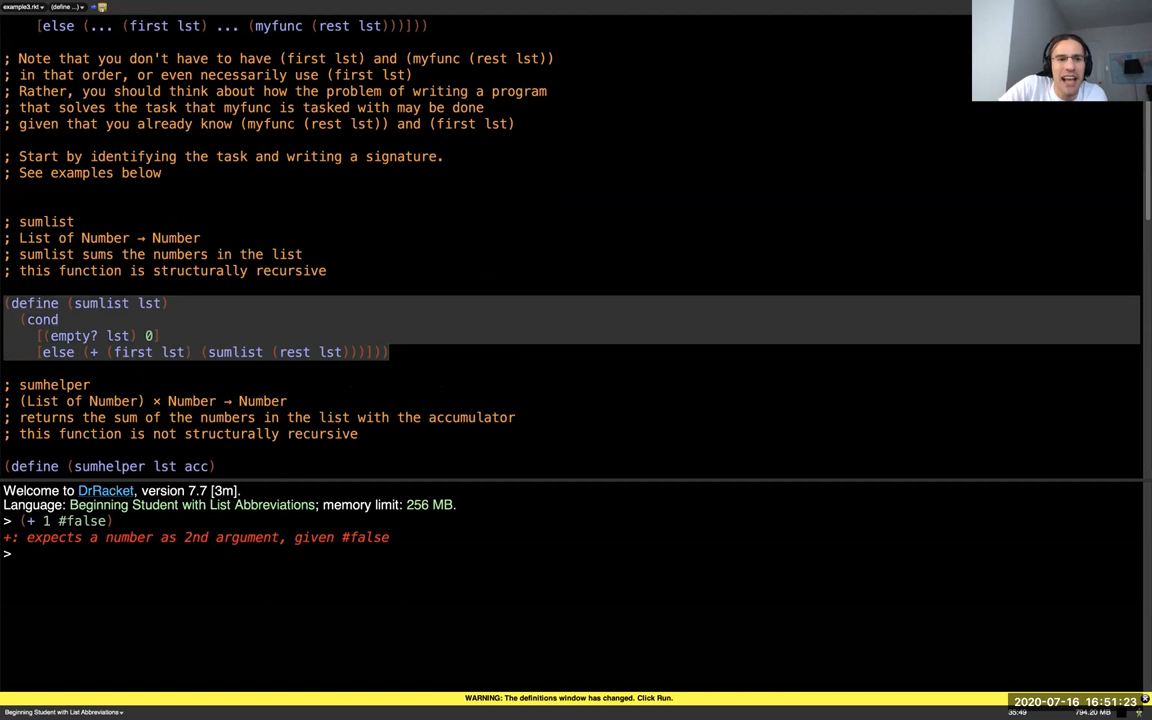 example3.rkt (define ...)
[else (... (first lst) ... (myfunc (rest lst)))]))
; Note that you don't have to have (first lst) and (myfunc (rest lst))
; in that order, or even necessarily use (first lst)
; Rather, you should think about how the problem of writing a program
; that solves the task that myfunc is tasked with may be done
; given that you already know (myfunc (rest lst)) and (first lst)
; Start by identifying the task and writing a signature.
; See examples below
; sumlist
; List of Number → Number
; sumlist sums the numbers in the list
; this function is structurally recursive
(define (sumlist lst)
(cond
[(empty? lst) 0]
[else (+ (first lst) (sumlist (rest lst)))]))
; sumhelper
; (List of Number) × Number → Number
; returns the sum of the numbers in the list with the accumulator
; this function is not structurally recursive
(define (sumhelper lst acc)
Welcome to DrRacket, version 7.7 [3m].
Language: Beginning Student with List Abbreviations; memory limit: 256 MB.
> (+ 1 #false)
+: expects a number as 2nd argument, given #false
>
WARNING: The definitions window has changed. Click Run.
2020-07-16 16:51:23
Beginning Student with List Abbreviations
35:49
794.20 MB